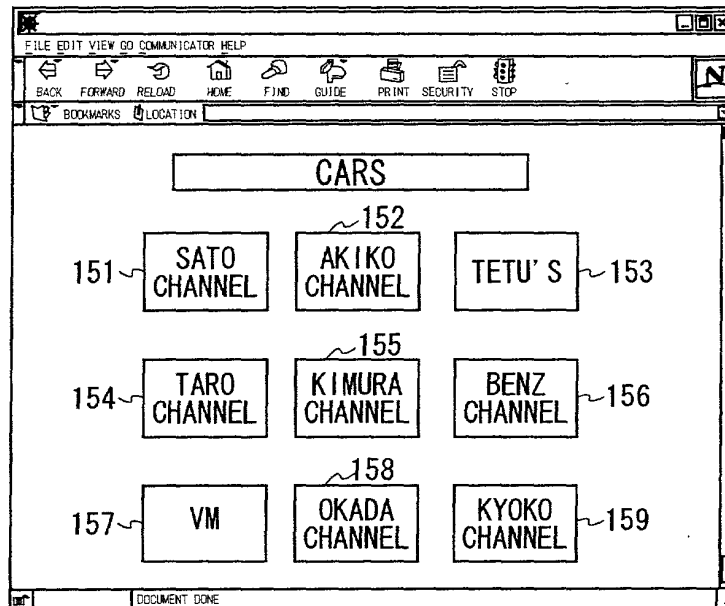 FILE EDIT VIEW GO COMMUNICATOR HELP
BACK FORWARD RELOAD HOME FIND GUIDE PRINT SECURITY STOP
N
BOOKMARKS LOCATION
CARS
152
151 SATO CHANNEL AKIKO CHANNEL TETU'S 153
155
154 TARO CHANNEL KIMURA CHANNEL BENZ CHANNEL 156
158
157 VM OKADA CHANNEL KYOKO CHANNEL 159
DOCUMENT DONE